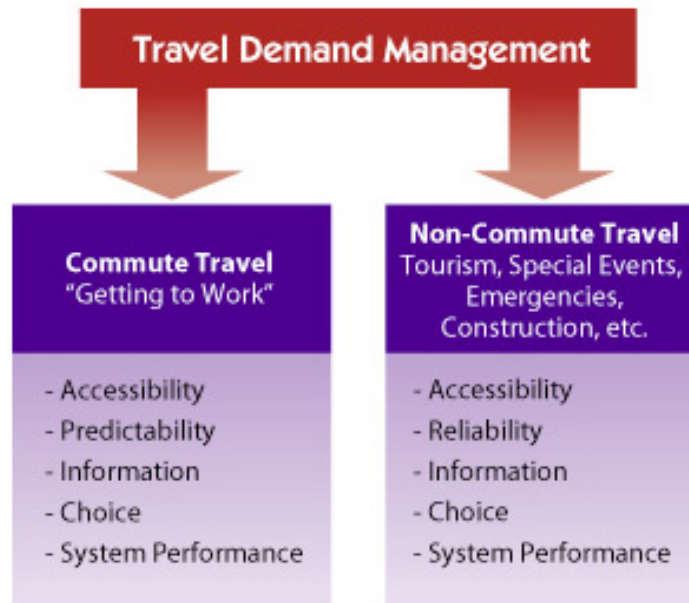 Travel Demand Management
Commute Travel
“Getting to Work”
- Accessibility
- Predictability
- Information
- Choice
- System Performance
Non-Commute Travel
Tourism, Special Events,
Emergencies,
Construction, etc.
- Accessibility
- Reliability
- Information
- Choice
- System Performance